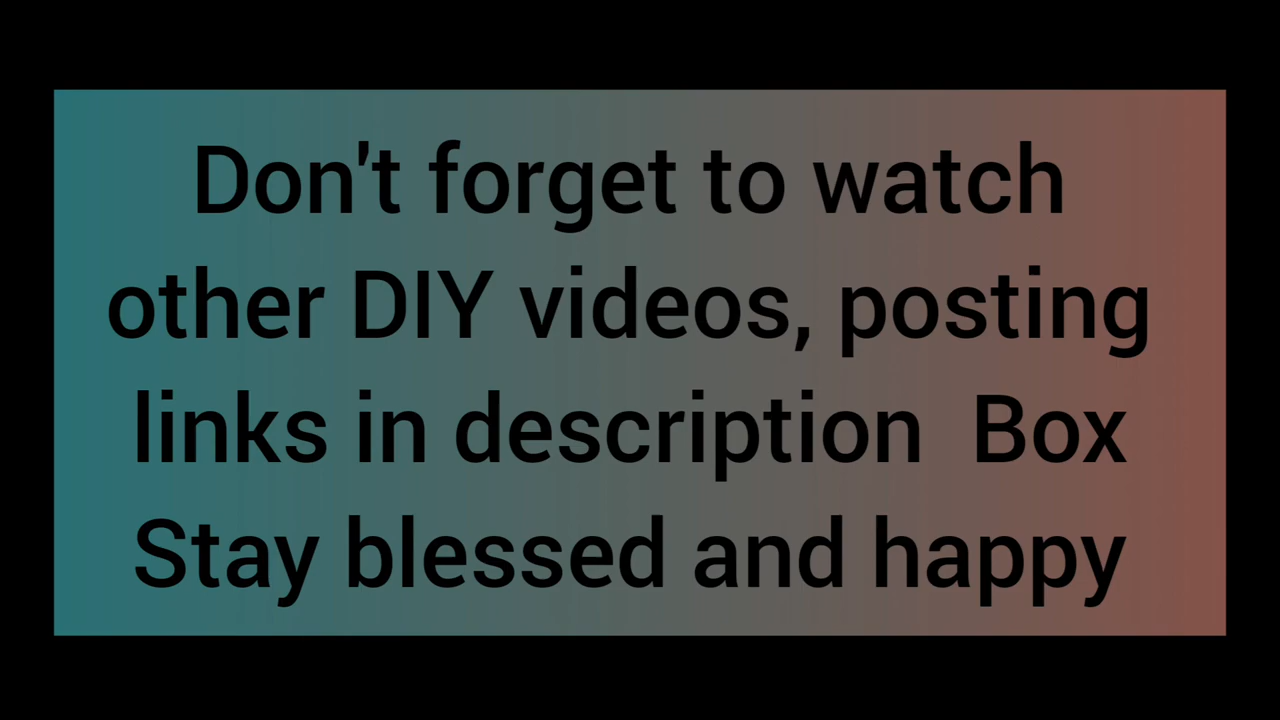 Don't forget to watch
other DIY videos, posting
links in description  Box
Stay blessed and happy